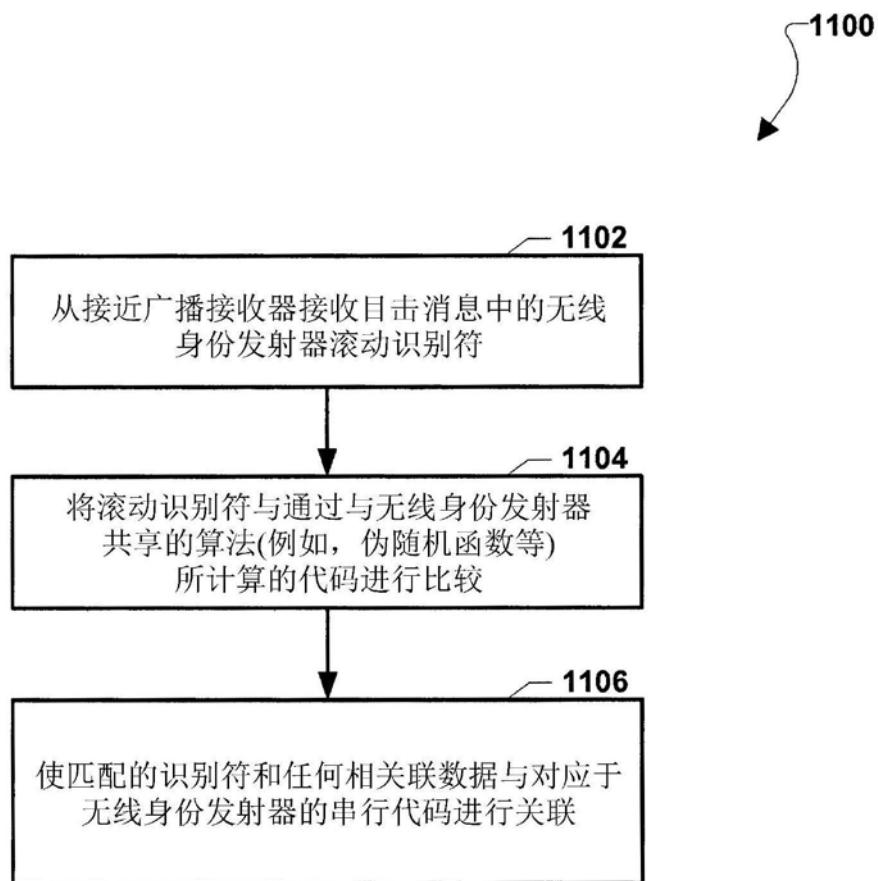 1100
1102
从接近广播接收器接收目击消息中的无线
身份发射器滚动识别符
1104
将滚动识别符与通过与无线身份发射器
共享的算法(例如，伪随机函数等)
所计算的代码进行比较
1106
使匹配的识别符和任何相关联数据与对应于
无线身份发射器的串行代码进行关联